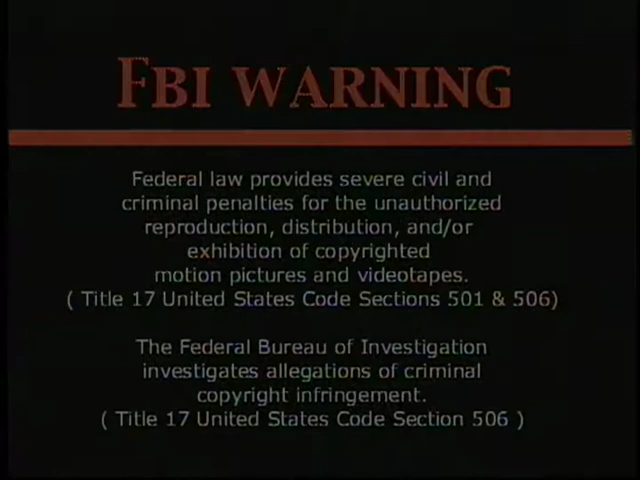 FBI WARNING
Federal law provides severe civil and
criminal penalties for the unauthorized
reproduction, distribution, and/or
exhibition of copyrighted
motion pictures and videotapes.
( Title 17 United States Code Sections 501 & 506)
The Federal Bureau of Investigation
investigates allegations of criminal
copyright infringement.
( Title 17 United States Code Section 506 )